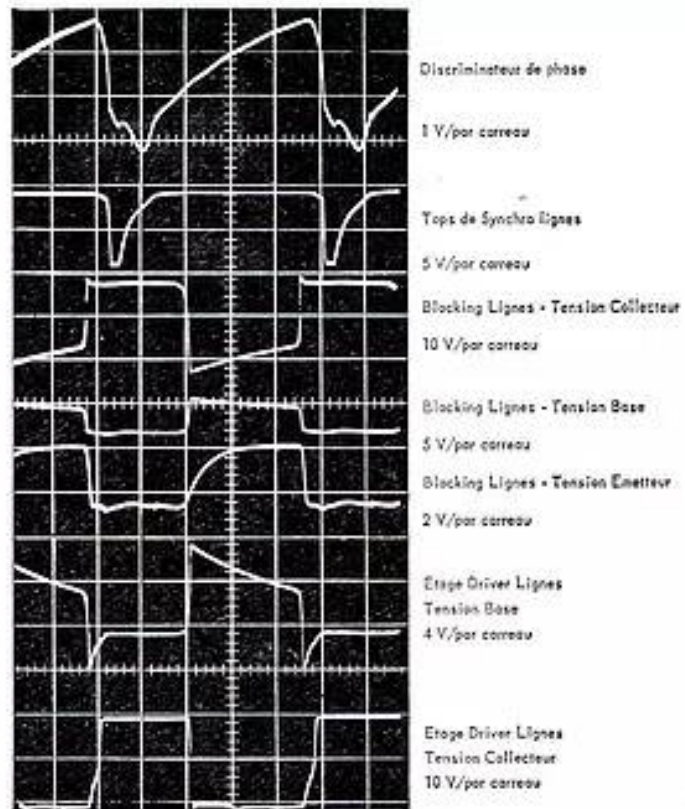 Discriminateur de phase
1 V/par carreau
Tops de Synchro lignes
5 V/par carreau
Blocking Lignes - Tension Collecteur
10 V/par carreau
Blocking Lignes - Tension Base
5 V/par carreau
Blocking Lignes - Tension Emetteur
2 V/par carreau
Etage Driver Lignes
Tension Base
4 V/par carreau
Etage Driver Lignes
Tension Collecteur
10 V/par carreau